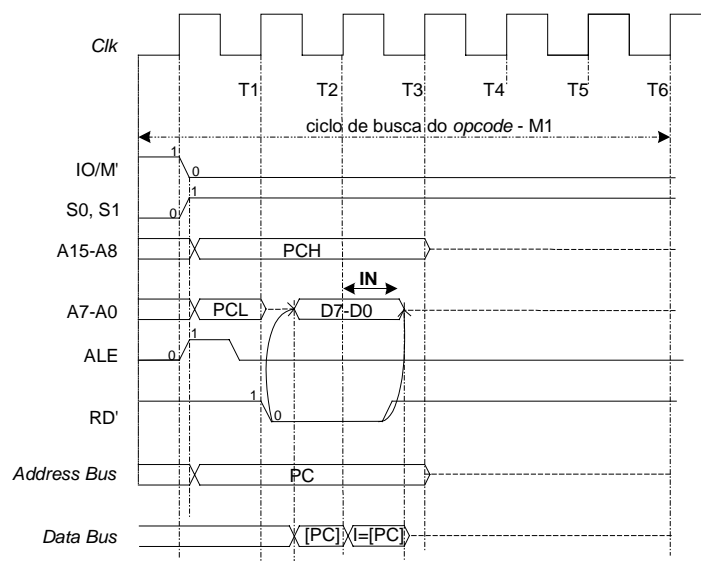 Clk
T1 T2 T3 T4 T5 T6
ciclo de busca do opcode - M1
IO/M' 1 0
S0, S1 0 1
A15-A8 PCH
IN
A7-A0 PCL D7-D0
ALE 0 1
RD' 1 0
Address Bus PC
Data Bus [PC] I=[PC]